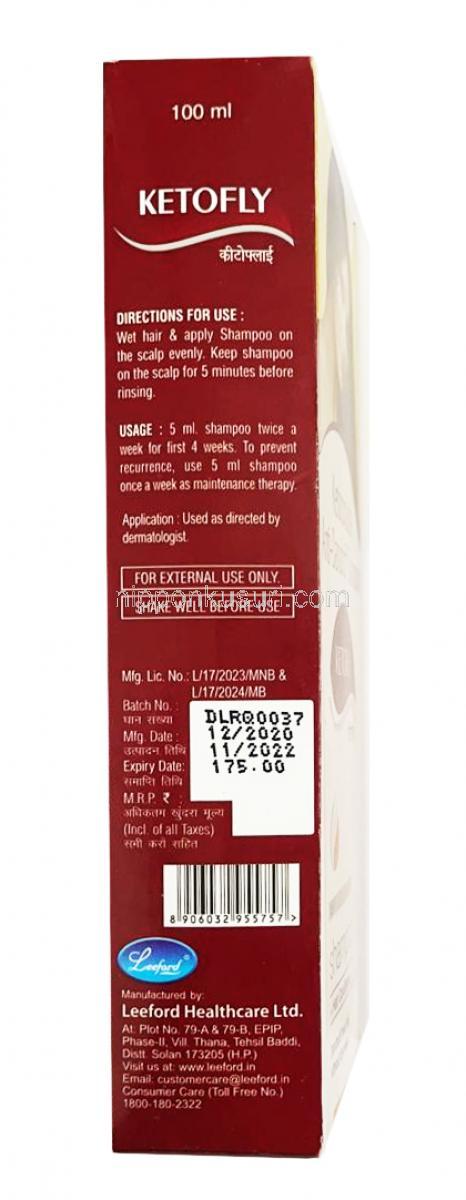 100 ml
KETOFLY
कीटोफ्लाई
DIRECTIONS FOR USE :
Wet hair & apply Shampoo on
the scalp evenly. Keep shampoo
on the scalp for 5 minutes before
rinsing.
USAGE : 5 ml. shampoo twice a
week for first 4 weeks. To prevent
recurrence, use 5 ml shampoo
once a week as maintenance therapy.
Application : Used as directed by
dermatologist.
FOR EXTERNAL USE ONLY.
nipponkusuri.com
SHAKE WELL BEFORE USE
Mfg. Lic. No.: L/17/2023/MNB &
L/17/2024/MB
Batch No. : DLRQ0037
घान संख्या
Mfg. Date : 12/2020
उत्पादन तिथि
Expiry Date: 11/2022
समाप्ति तिथि
M.R.P. ₹ : 175.00
अधिकतम खुंदरा मूल्य
(Incl. of all Taxes)
सभी करों सहित
8 906032 955757 >
Leeford
Manufactured by:
Leeford Healthcare Ltd.
At: Plot No. 79-A & 79-B, EPIP,
Phase-II, Vill. Thana, Tehsil Baddi,
Distt. Solan 173205 (H.P.)
Visit us at: www.leeford.in
Email: customercare@leeford.in
Consumer Care (Toll Free No.)
1800-180-2322